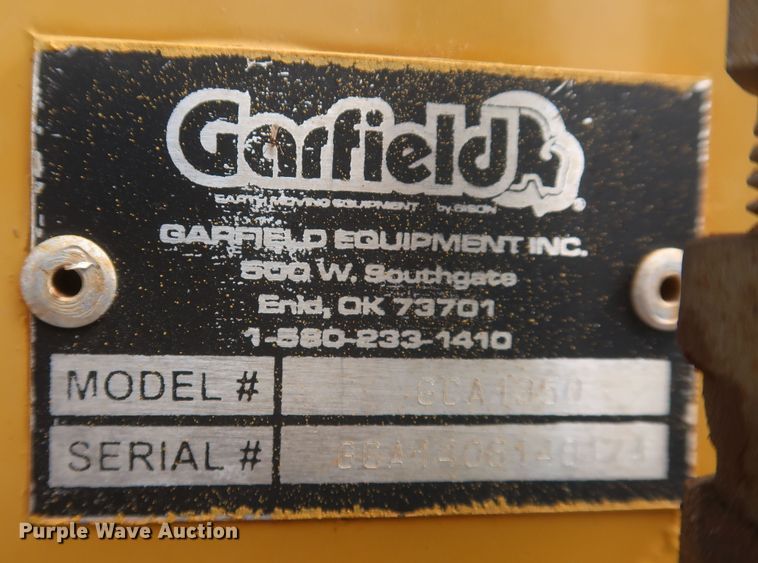 Garfield
EARTH MOVING EQUIPMENT by GIBON
GARFIELD EQUIPMENT INC.
500 W. Southgate
Enid, OK 73701
1-580-233-1410
MODEL #
SERIAL #
Purple Wave Auction